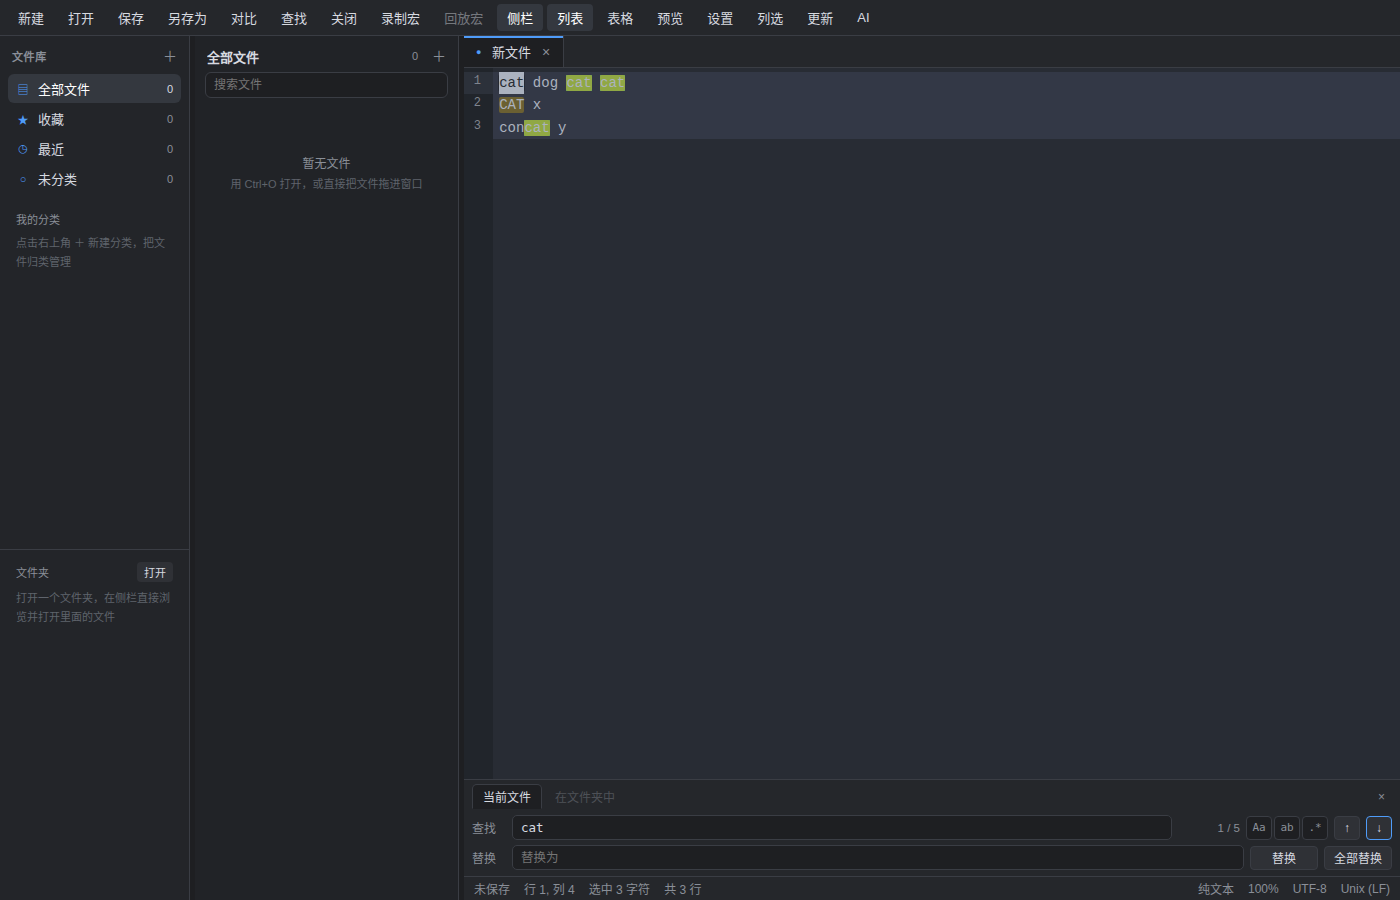 新建 打开 保存 另存为 对比 查找 关闭 录制宏 回放宏 侧栏 列表 表格 预览 设置 列选 更新 AI
文件库 ＋
全部文件 0
收藏 0
最近 0
未分类 0
我的分类
点击右上角 ＋ 新建分类，把文
件归类管理
文件夹 打开
打开一个文件夹，在侧栏直接浏
览并打开里面的文件
全部文件 0 ＋
搜索文件
暂无文件
用 Ctrl+O 打开，或直接把文件拖进窗口
● 新文件 ×
1 cat dog cat cat
2 CAT x
3 concat y
当前文件 在文件夹中 ×
查找 cat 1 / 5 Aa ab .* ↑ ↓
替换 替换为 替换 全部替换
未保存 行 1, 列 4 选中 3 字符 共 3 行 纯文本 100% UTF-8 Unix (LF)